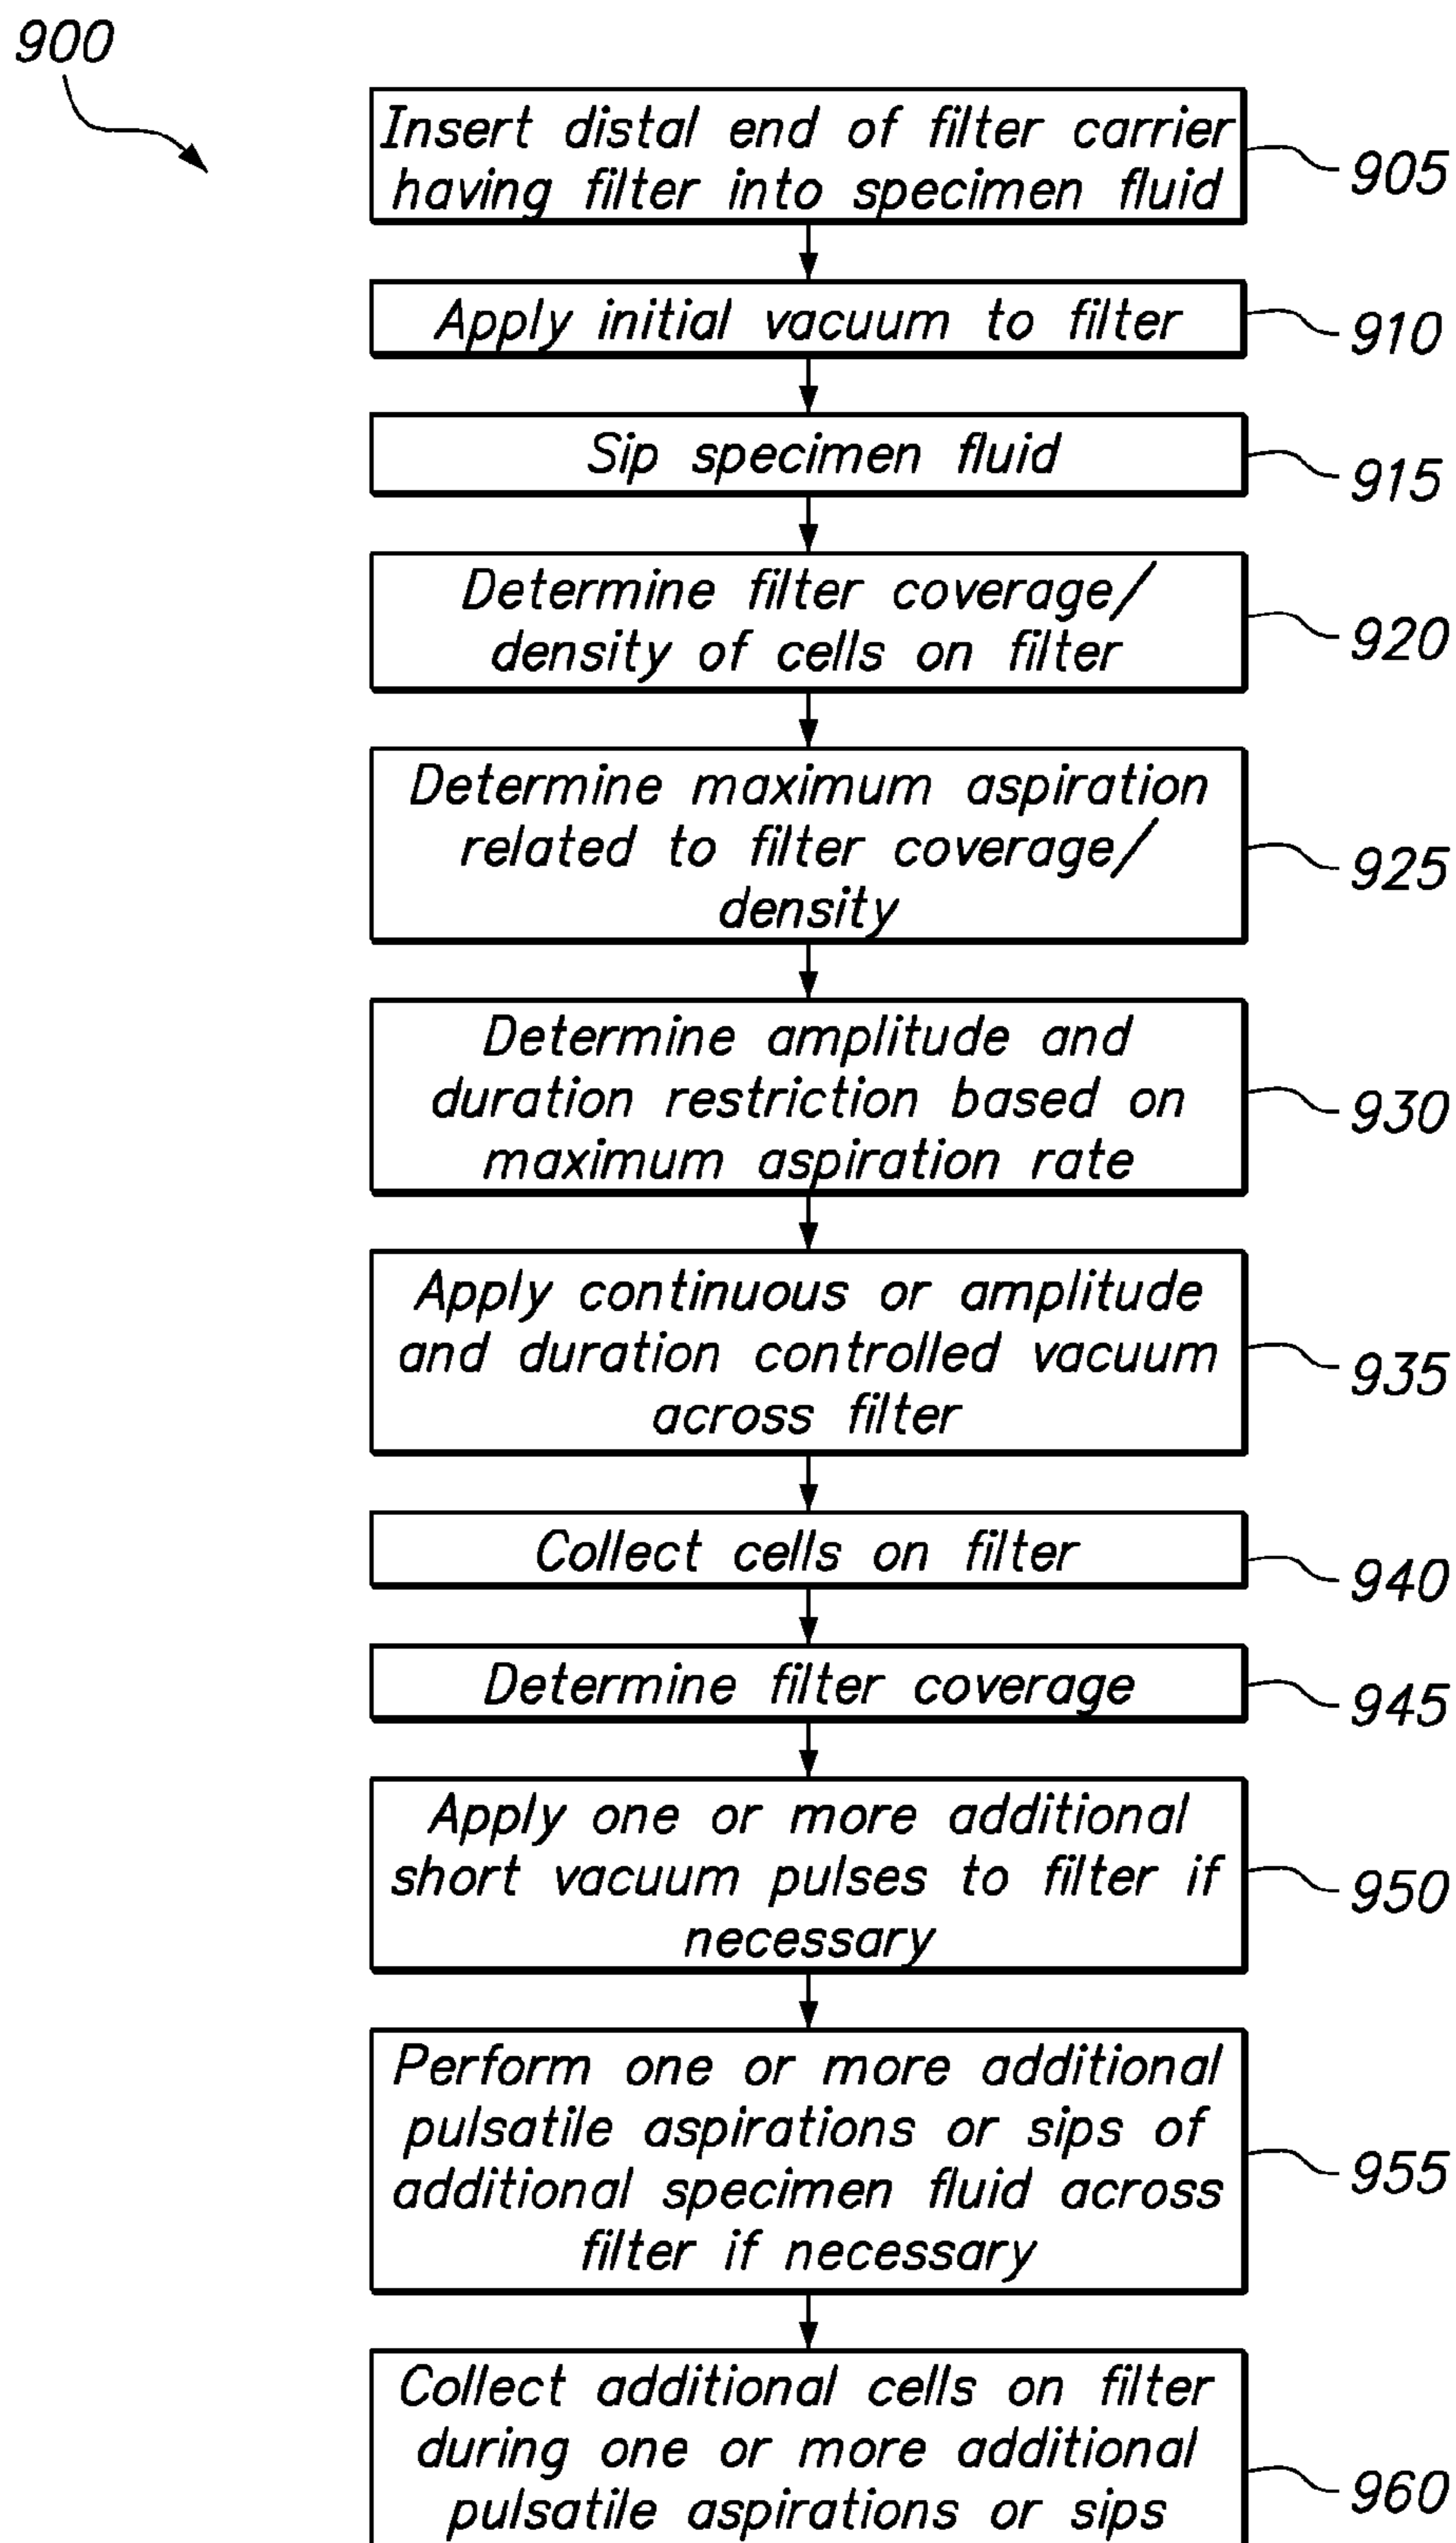 900
Insert distal end of filter carrier
having filter into specimen fluid
905
Apply initial vacuum to filter
910
Sip specimen fluid
915
Determine filter coverage/
density of cells on filter
920
Determine maximum aspiration
related to filter coverage/
density
925
Determine amplitude and
duration restriction based on
maximum aspiration rate
930
Apply continuous or amplitude
and duration controlled vacuum
across filter
935
Collect cells on filter
940
Determine filter coverage
945
Apply one or more additional
short vacuum pulses to filter if
necessary
950
Perform one or more additional
pulsatile aspirations or sips of
additional specimen fluid across
filter if necessary
955
Collect additional cells on filter
during one or more additional
pulsatile aspirations or sips
960